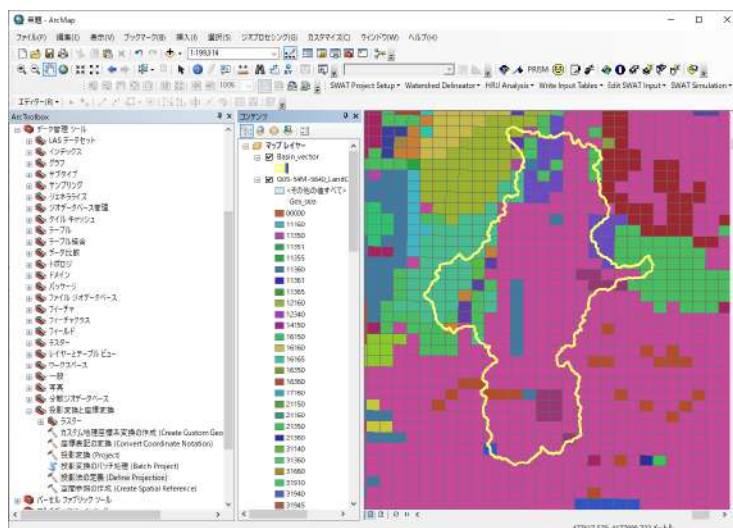 無題 - ArcMap
ファイル(F) 編集(E) 表示(V) ブックマーク(B) 挿入(I) 選択(S) ジオプロセシング(G) カスタマイズ(C) ウィンドウ(W) ヘルプ(H)
1:199,314
PRISM
100%
SWAT Project Setup Watershed Delineator HRU Analysis Write Input Tables Edit SWAT Input SWAT Simulation
エディター(R)
ArcToolbox
データ管理 ツール
LAS データセット
インデックス
グラフ
サブタイプ
サンプリング
ジェネラライズ
ジオデータベース管理
タイル キャッシュ
テーブル
テーブル結合
データ比較
トポロジ
ドメイン
パッケージ
ファイル ジオデータベース
フィーチャ
フィーチャクラス
フィールド
ラスター
レイヤーとテーブル ビュー
ワークスペース
一般
写真
分散ジオデータベース
投影変換と座標変換
ラスター
カスタム地理座標系変換の作成 (Create Custom Geo
座標表記の変換 (Convert Coordinate Notation)
投影変換 (Project)
投影変換のバッチ処理 (Batch Project)
投影法の定義 (Define Projection)
空間参照の作成 (Create Spatial Reference)
パーセル ファブリック ツール
コンテンツ
マップ レイヤー
Basin_vector
<その他の値すべて>
00000
11160
11350
11351
11355
11360
11361
11365
12160
12340
14150
16150
16160
16165
16350
16360
17160
21150
21160
21350
21360
31140
31360
31680
31910
31940
31945